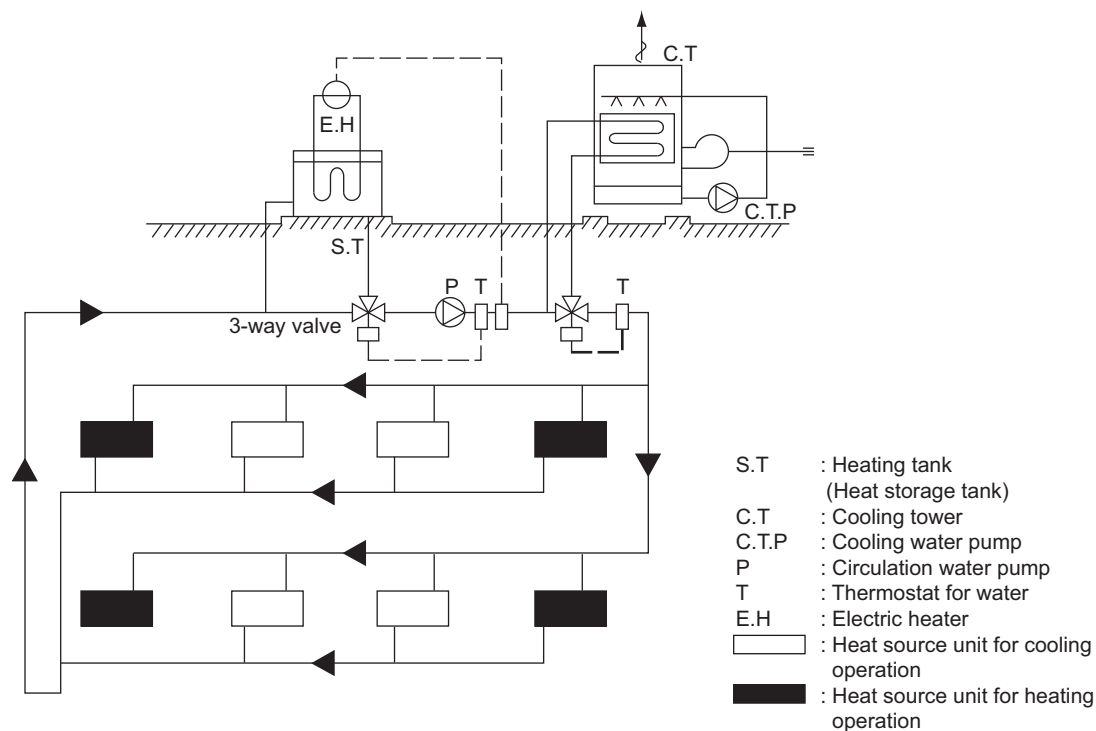 C.T
E.H
C.T.P
S.T
P
T
T
3-way valve
S.T : Heating tank
(Heat storage tank)
C.T : Cooling tower
C.T.P : Cooling water pump
P : Circulation water pump
T : Thermostat for water
E.H : Electric heater
: Heat source unit for cooling
operation
: Heat source unit for heating
operation